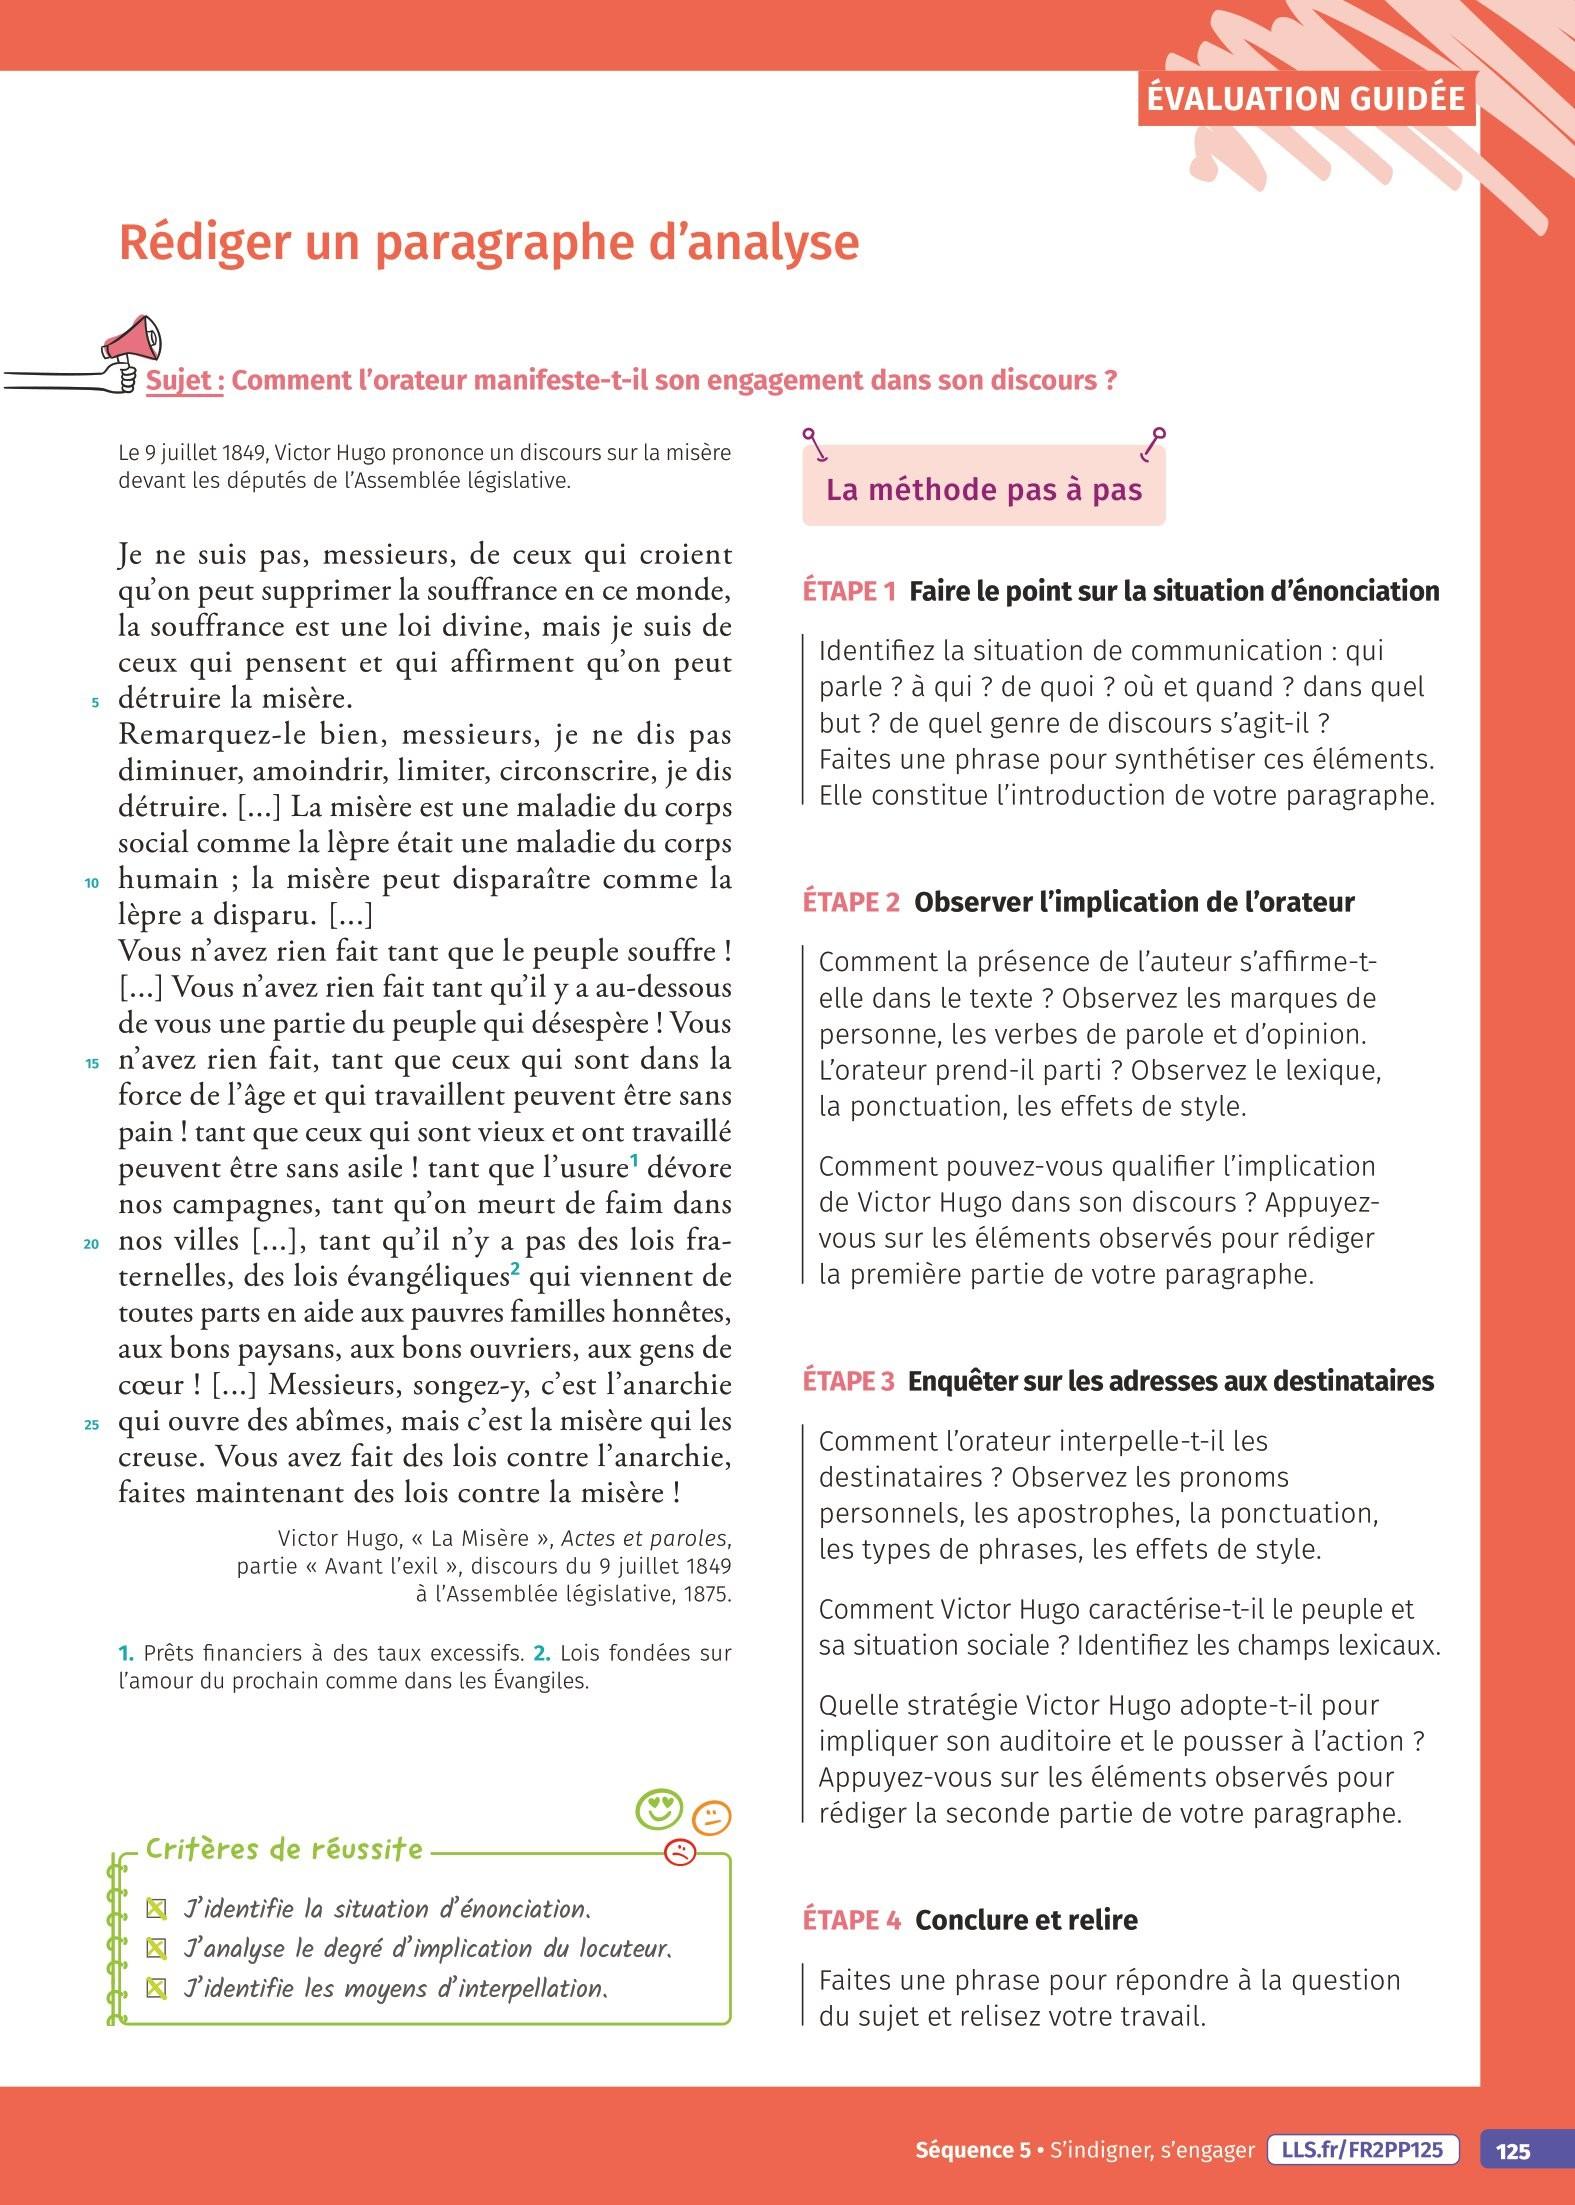 ÉVALUATION GUIDÉE
Rédiger un paragraphe d’analyse
Sujet : Comment l’orateur manifeste-t-il son engagement dans son discours ?
Le 9 juillet 1849, Victor Hugo prononce un discours sur la misère
devant les députés de l’Assemblée législative.
Je ne suis pas, messieurs, de ceux qui croient
qu’on peut supprimer la souffrance en ce monde,
la souffrance est une loi divine, mais je suis de
ceux qui pensent et qui affirment qu’on peut
5 détruire la misère.
Remarquez-le bien, messieurs, je ne dis pas
diminuer, amoindrir, limiter, circonscrire, je dis
détruire. [...] La misère est une maladie du corps
social comme la lèpre était une maladie du corps
10 humain ; la misère peut disparaître comme la
lèpre a disparu. [...]
Vous n’avez rien fait tant que le peuple souffre !
[...] Vous n’avez rien fait tant qu’il y a au-dessous
de vous une partie du peuple qui désespère ! Vous
15 n’avez rien fait, tant que ceux qui sont dans la
force de l’âge et qui travaillent peuvent être sans
pain ! tant que ceux qui sont vieux et ont travaillé
peuvent être sans asile ! tant que l’usure1 dévore
nos campagnes, tant qu’on meurt de faim dans
20 nos villes [...], tant qu’il n’y a pas des lois fra-
ternelles, des lois évangéliques2 qui viennent de
toutes parts en aide aux pauvres familles honnêtes,
aux bons paysans, aux bons ouvriers, aux gens de
cœur ! [...] Messieurs, songez-y, c’est l’anarchie
25 qui ouvre des abîmes, mais c’est la misère qui les
creuse. Vous avez fait des lois contre l’anarchie,
faites maintenant des lois contre la misère !
Victor Hugo, « La Misère », Actes et paroles,
partie « Avant l’exil », discours du 9 juillet 1849
à l’Assemblée législative, 1875.
1. Prêts financiers à des taux excessifs. 2. Lois fondées sur
l’amour du prochain comme dans les Évangiles.
Critères de réussite
J’identifie la situation d’énonciation.
J’analyse le degré d’implication du locuteur.
J’identifie les moyens d’interpellation.
La méthode pas à pas
ÉTAPE 1 Faire le point sur la situation d’énonciation
Identifiez la situation de communication : qui
parle ? à qui ? de quoi ? où et quand ? dans quel
but ? de quel genre de discours s’agit-il ?
Faites une phrase pour synthétiser ces éléments.
Elle constitue l’introduction de votre paragraphe.
ÉTAPE 2 Observer l’implication de l’orateur
Comment la présence de l’auteur s’affirme-t-
elle dans le texte ? Observez les marques de
personne, les verbes de parole et d’opinion.
L’orateur prend-il parti ? Observez le lexique,
la ponctuation, les effets de style.
Comment pouvez-vous qualifier l’implication
de Victor Hugo dans son discours ? Appuyez-
vous sur les éléments observés pour rédiger
la première partie de votre paragraphe.
ÉTAPE 3 Enquêter sur les adresses aux destinataires
Comment l’orateur interpelle-t-il les
destinataires ? Observez les pronoms
personnels, les apostrophes, la ponctuation,
les types de phrases, les effets de style.
Comment Victor Hugo caractérise-t-il le peuple et
sa situation sociale ? Identifiez les champs lexicaux.
Quelle stratégie Victor Hugo adopte-t-il pour
impliquer son auditoire et le pousser à l’action ?
Appuyez-vous sur les éléments observés pour
rédiger la seconde partie de votre paragraphe.
ÉTAPE 4 Conclure et relire
Faites une phrase pour répondre à la question
du sujet et relisez votre travail.
Séquence 5 • S’indigner, s’engager LLS.fr/FR2PP125 125